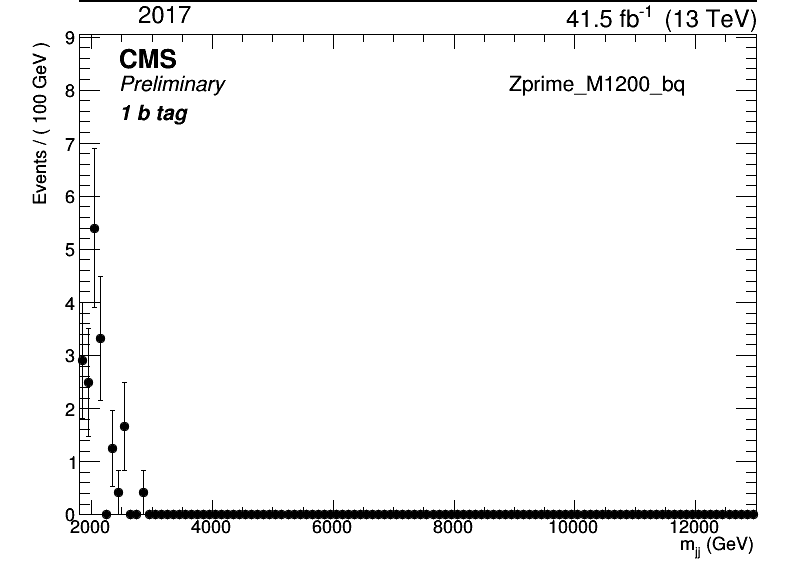 2017
41.5 fb-1 (13 TeV)
CMS
Preliminary
1 b tag
Zprime_M1200_bq
Events / ( 100 GeV )
9
8
7
6
5
4
3
2
1
0
2000 4000 6000 8000 10000 12000
mjj (GeV)